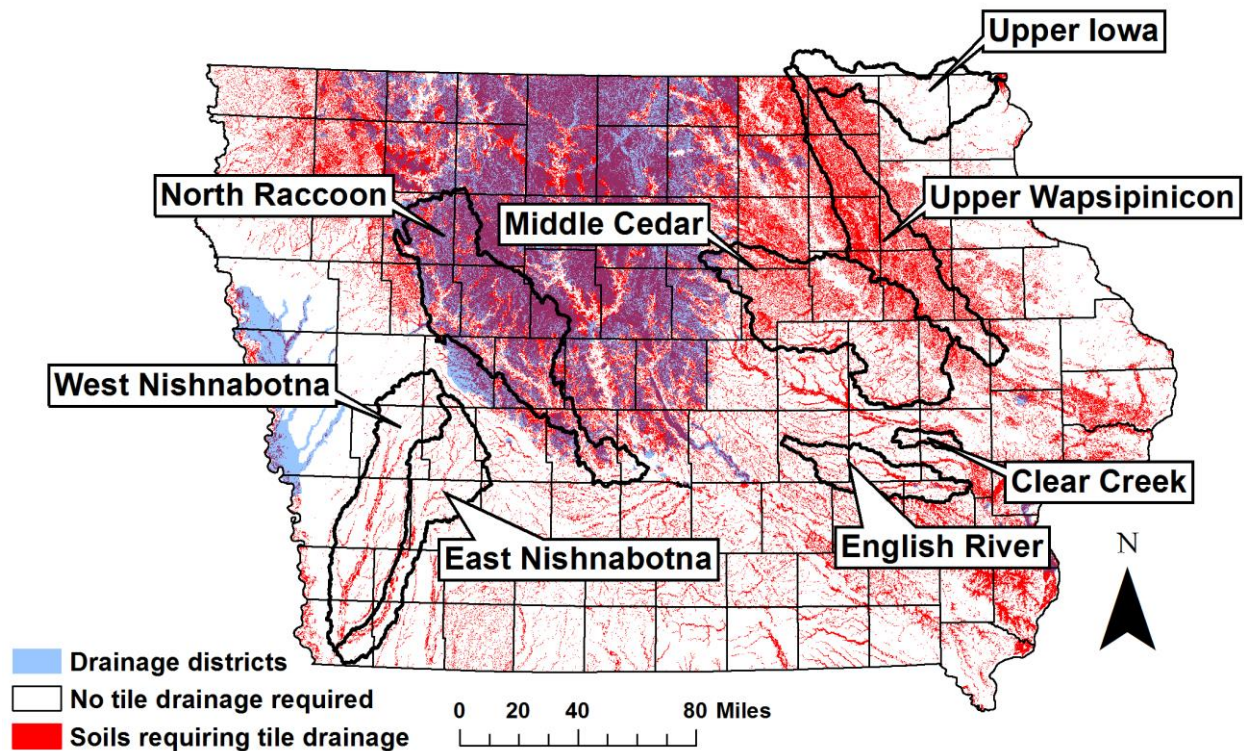 Upper Iowa
North Raccoon
Middle Cedar
Upper Wapsipinicon
West Nishnabotna
Clear Creek
East Nishnabotna
English River
N
Drainage districts
No tile drainage required
Soils requiring tile drainage
0 20 40 80 Miles